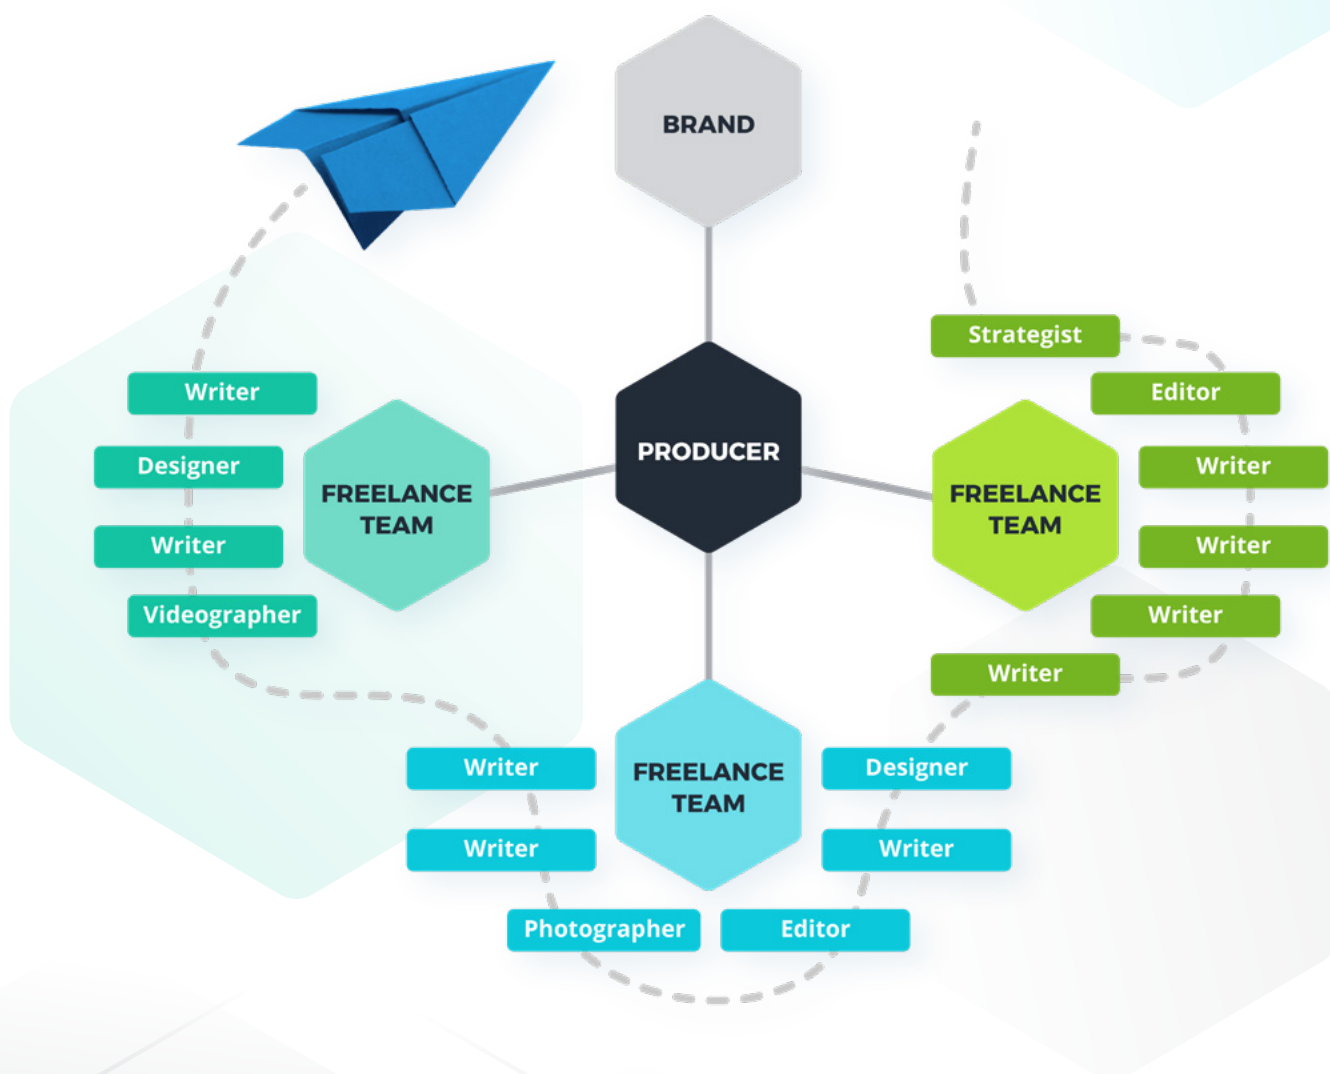 BRAND
PRODUCER
FREELANCE
TEAM
Writer
Designer
Writer
Videographer
FREELANCE
TEAM
Strategist
Editor
Writer
Writer
Writer
Writer
FREELANCE
TEAM
Writer
Writer
Photographer
Designer
Writer
Editor